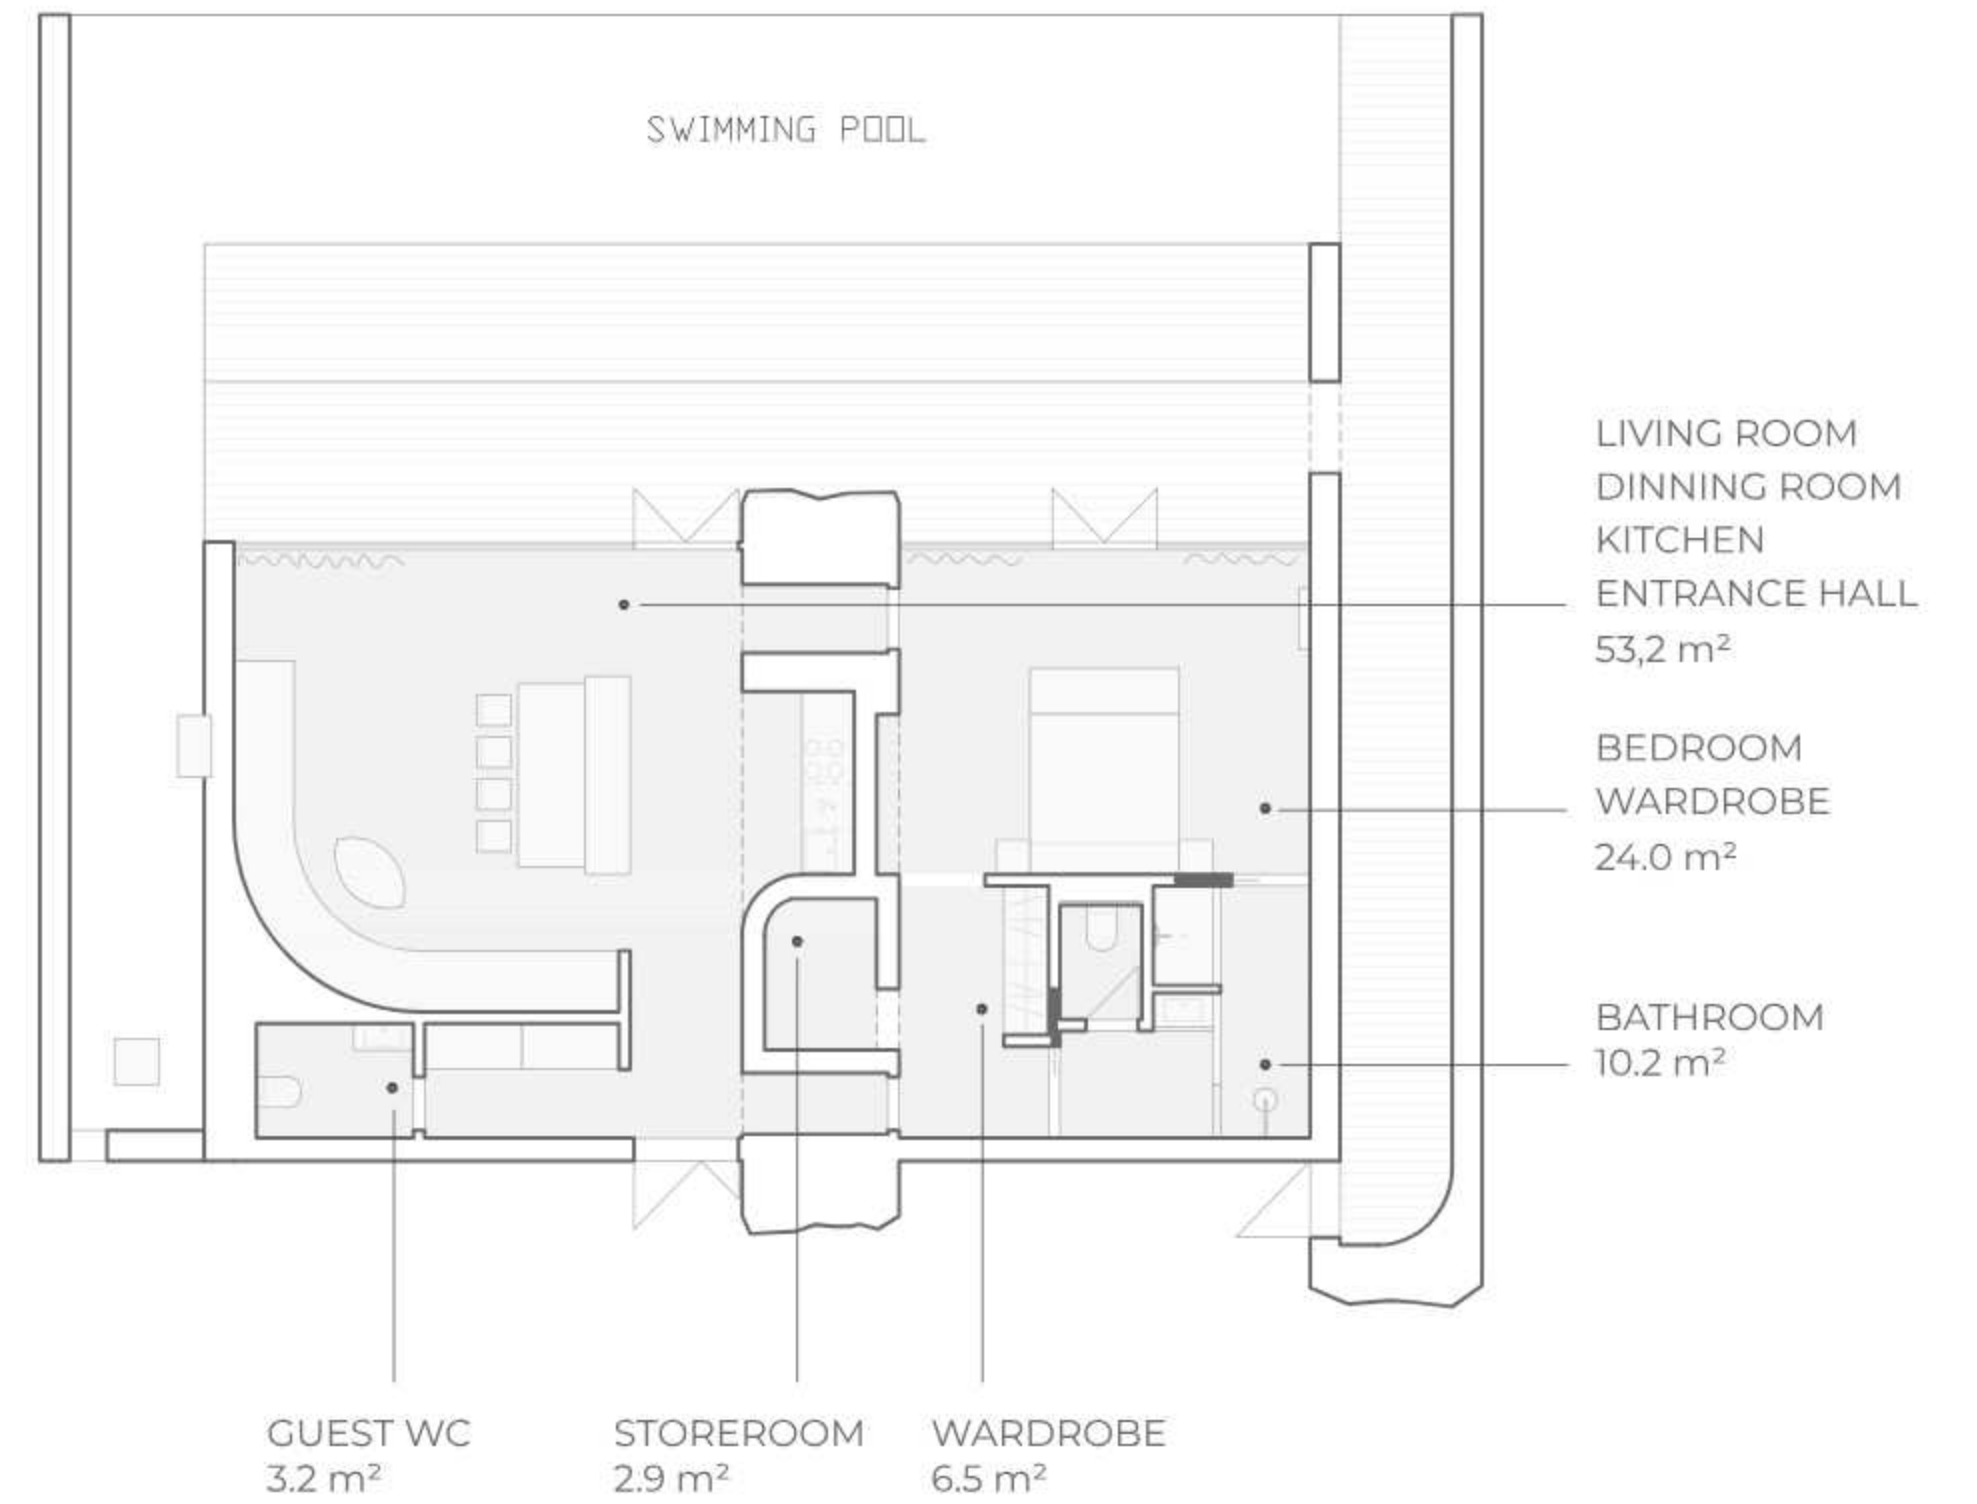 SWIMMING POOL
LIVING ROOM
DINNING ROOM
KITCHEN
ENTRANCE HALL
53,2 m²
BEDROOM
WARDROBE
24.0 m²
BATHROOM
10.2 m²
GUEST WC
3.2 m²
STOREROOM
2.9 m²
WARDROBE
6.5 m²